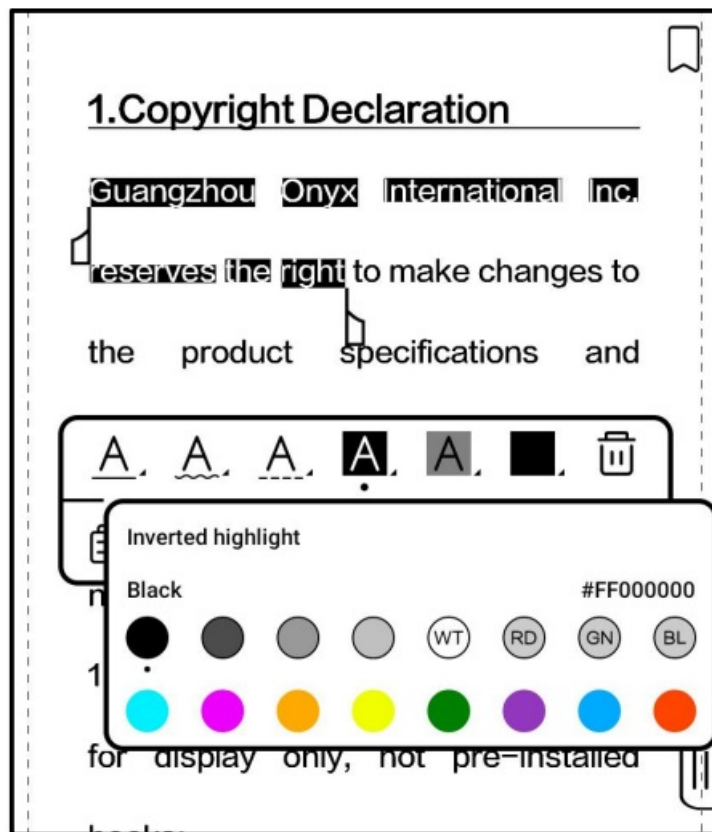 1.Copyright Declaration
Guangzhou Onyx International Inc.
reserves the right to make changes to
the product specifications and
A A A A A
Inverted highlight
Black #FF000000
WT RD GN BL
1
for display only, not pre-installed